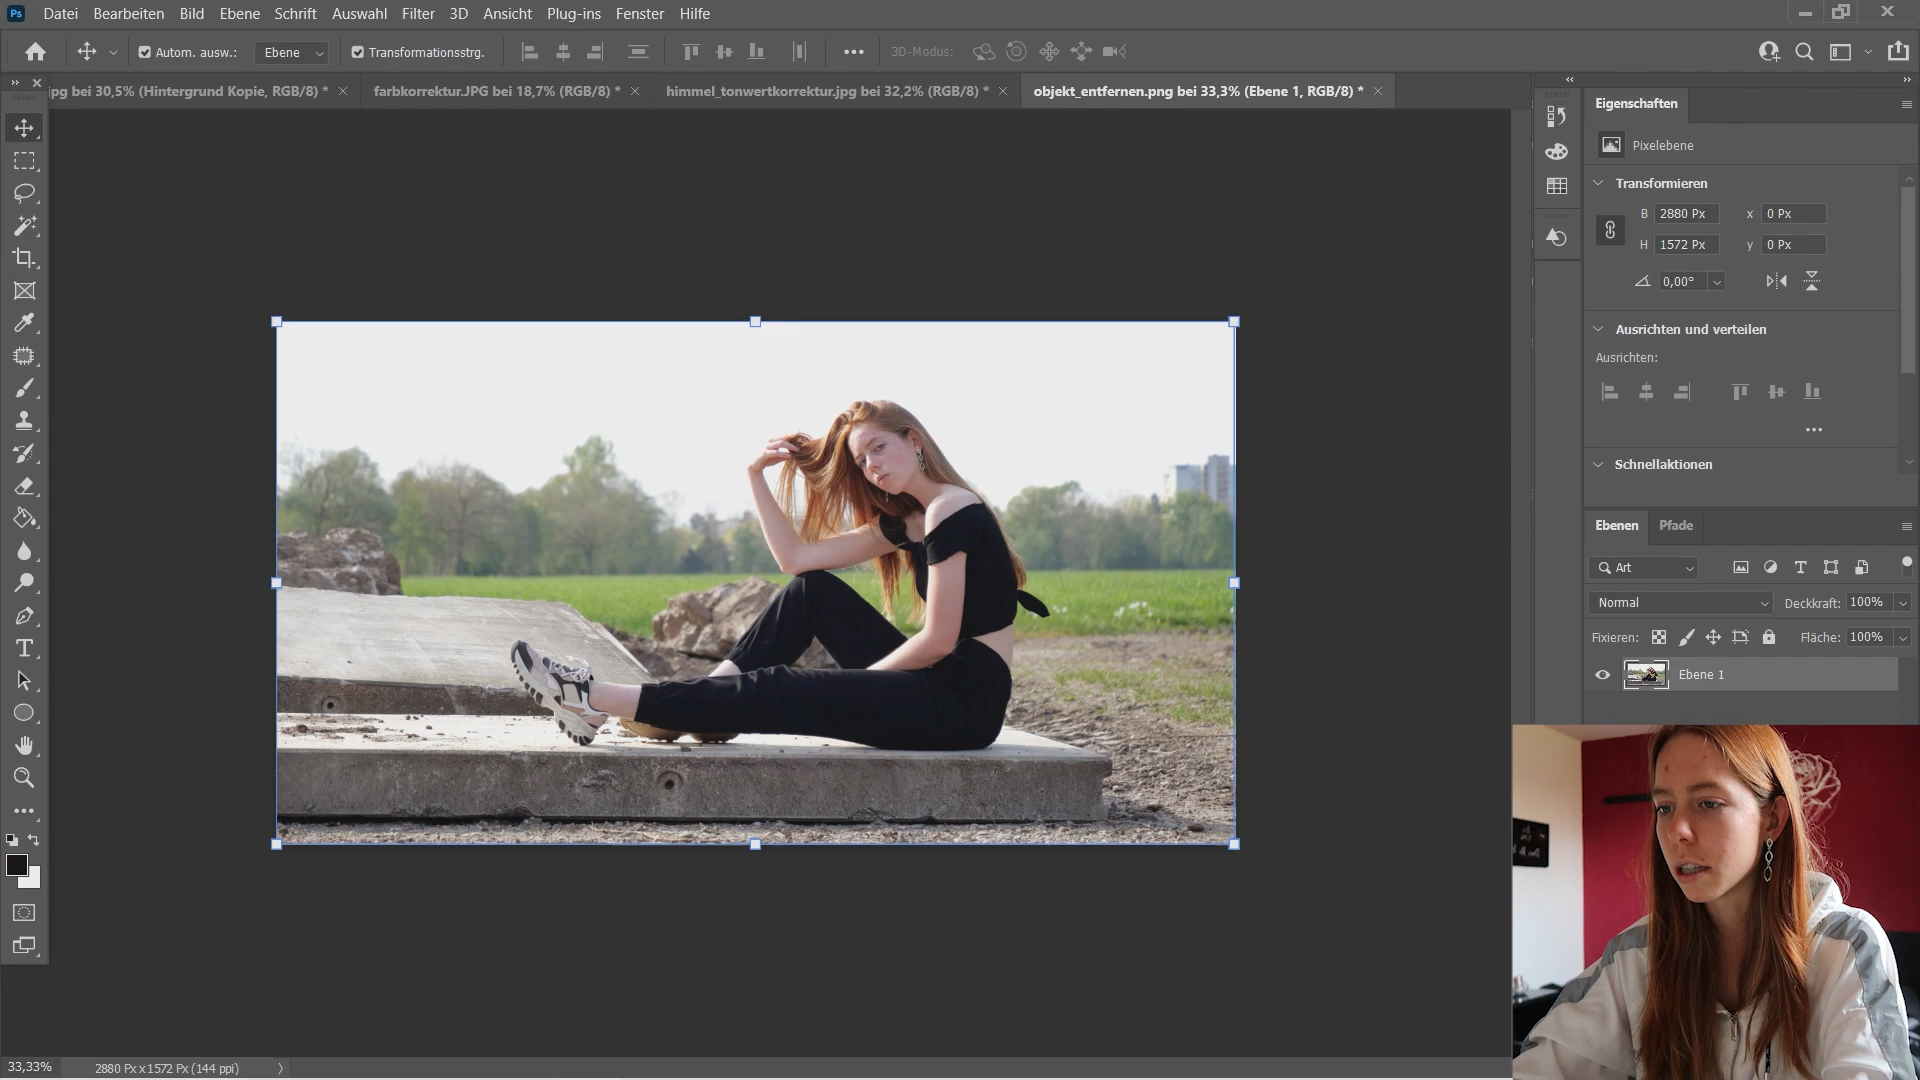 Ps Datei Bearbeiten Bild Ebene Schrift Auswahl Filter 3D Ansicht Plug-ins Fenster Hilfe
Autom. ausw.: Ebene Transformationsstrg. 3D-Modus:
jpg bei 30,5% (Hintergrund Kopie, RGB/8) * farbkorrektur.JPG bei 18,7% (RGB/8) * himmel_tonwertkorrektur.jpg bei 32,2% (RGB/8) * objekt_entfernen.png bei 33,3% (Ebene 1, RGB/8) *
Eigenschaften
Pixelebene
Transformieren
B 2880 Px x 0 Px
H 1572 Px y 0 Px
0,00°
Ausrichten und verteilen
Ausrichten:
Schnellaktionen
Ebenen Pfade
Art
Normal Deckkraft: 100%
Fixieren: Fläche: 100%
Ebene 1
33,33% 2880 Px x 1572 Px (144 ppi)